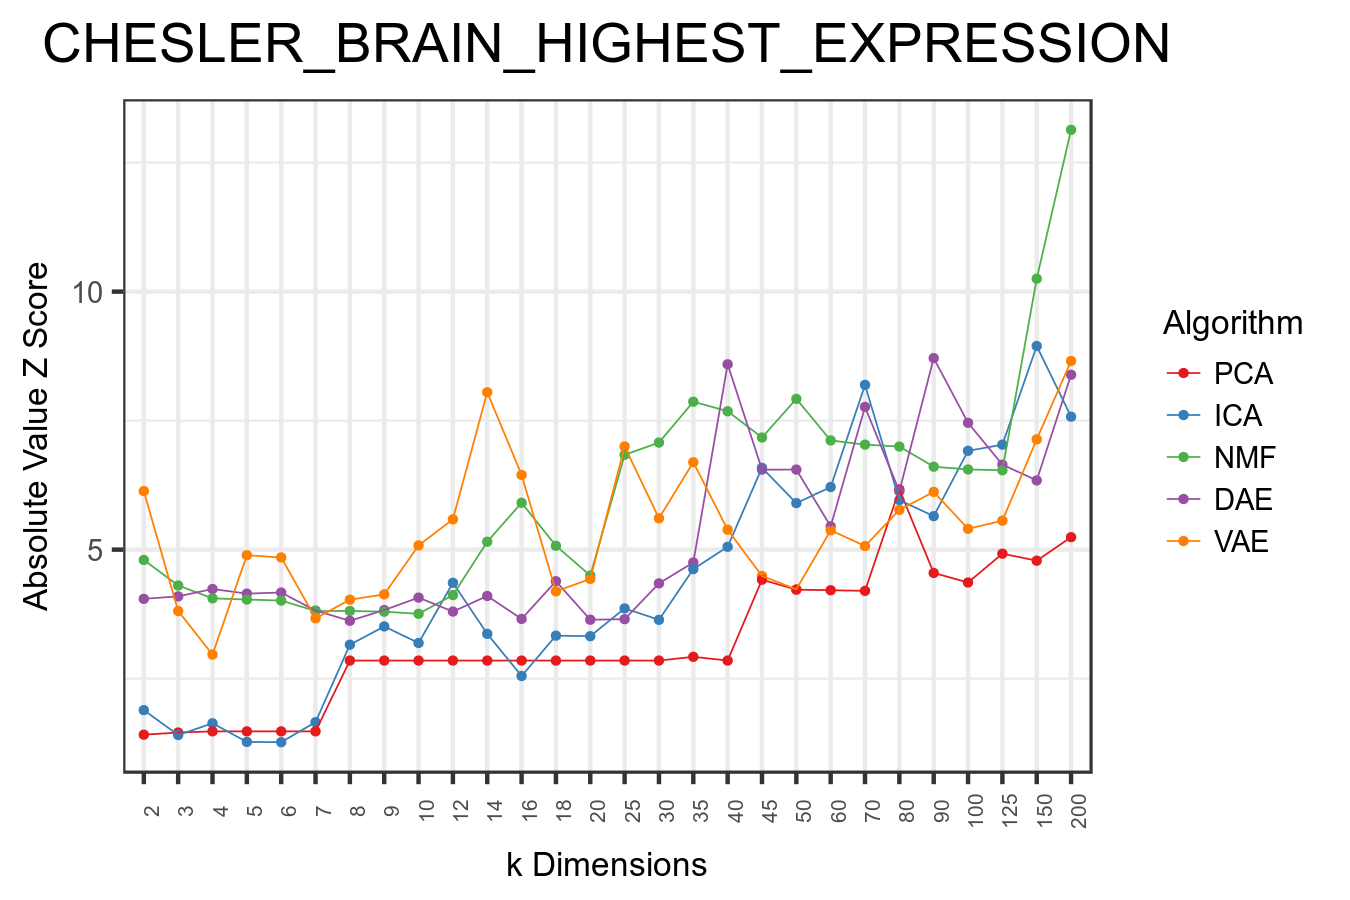 CHESLER_BRAIN_HIGHEST_EXPRESSION
Absolute Value Z Score
10
5
2 3 4 5 6 7 8 9 10 12 14 16 18 20 25 30 35 40 45 50 60 70 80 90 100 125 150 200
k Dimensions
Algorithm
PCA
ICA
NMF
DAE
VAE